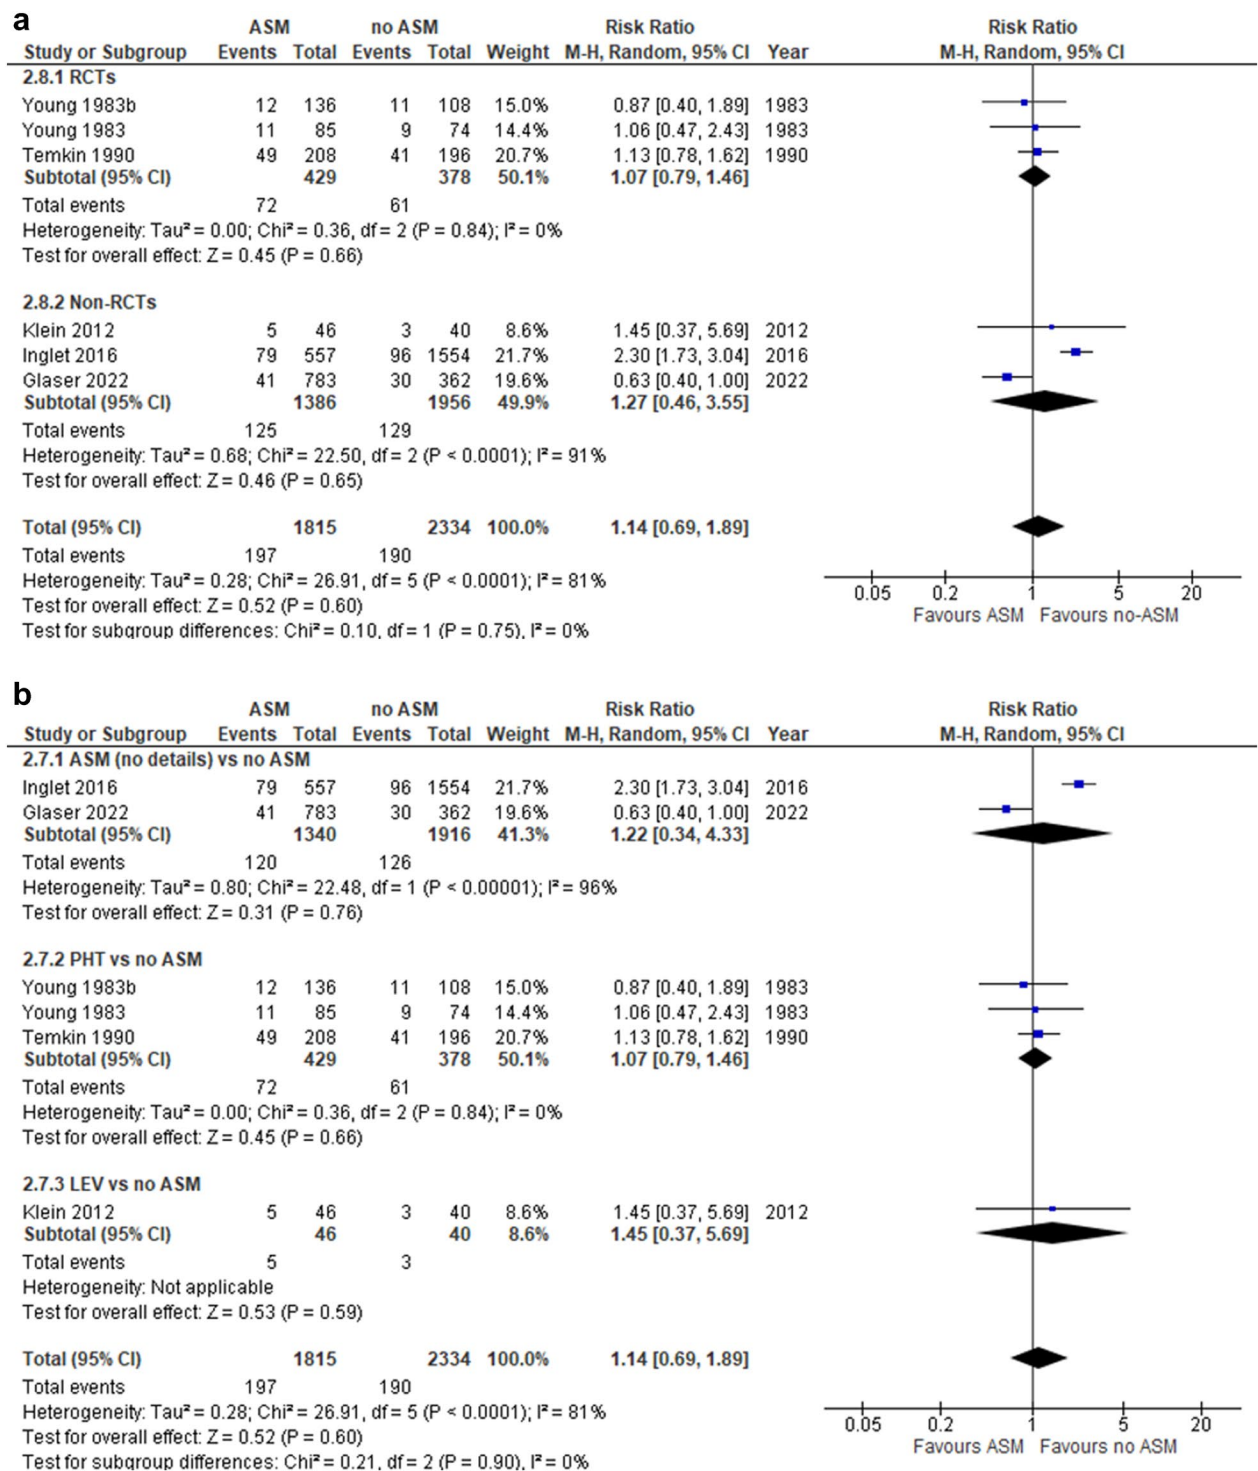 a
ASM no ASM Risk Ratio Risk Ratio
Study or Subgroup Events Total Events Total Weight M-H, Random, 95% CI Year M-H, Random, 95% CI
2.8.1 RCTs
Young 1983b 12 136 11 108 15.0% 0.87 [0.40, 1.89] 1983
Young 1983 11 85 9 74 14.4% 1.06 [0.47, 2.43] 1983
Temkin 1990 49 208 41 196 20.7% 1.13 [0.78, 1.62] 1990
Subtotal (95% CI) 429 378 50.1% 1.07 [0.79, 1.46]
Total events 72 61
Heterogeneity: Tau² = 0.00; Chi² = 0.36, df = 2 (P = 0.84); I² = 0%
Test for overall effect: Z = 0.45 (P = 0.66)
2.8.2 Non-RCTs
Klein 2012 5 46 3 40 8.6% 1.45 [0.37, 5.69] 2012
Inglet 2016 79 557 96 1554 21.7% 2.30 [1.73, 3.04] 2016
Glaser 2022 41 783 30 362 19.6% 0.63 [0.40, 1.00] 2022
Subtotal (95% CI) 1386 1956 49.9% 1.27 [0.46, 3.55]
Total events 125 129
Heterogeneity: Tau² = 0.68; Chi² = 22.50, df = 2 (P < 0.0001); I² = 91%
Test for overall effect: Z = 0.46 (P = 0.65)
Total (95% CI) 1815 2334 100.0% 1.14 [0.69, 1.89]
Total events 197 190
Heterogeneity: Tau² = 0.28; Chi² = 26.91, df = 5 (P < 0.0001); I² = 81%
Test for overall effect: Z = 0.52 (P = 0.60)
Test for subgroup differences: Chi² = 0.10, df = 1 (P = 0.75), I² = 0%
0.05 0.2 1 5 20
Favours ASM Favours no-ASM
b
ASM no ASM Risk Ratio Risk Ratio
Study or Subgroup Events Total Events Total Weight M-H, Random, 95% CI Year M-H, Random, 95% CI
2.7.1 ASM (no details) vs no ASM
Inglet 2016 79 557 96 1554 21.7% 2.30 [1.73, 3.04] 2016
Glaser 2022 41 783 30 362 19.6% 0.63 [0.40, 1.00] 2022
Subtotal (95% CI) 1340 1916 41.3% 1.22 [0.34, 4.33]
Total events 120 126
Heterogeneity: Tau² = 0.80; Chi² = 22.48, df = 1 (P < 0.00001); I² = 96%
Test for overall effect: Z = 0.31 (P = 0.76)
2.7.2 PHT vs no ASM
Young 1983b 12 136 11 108 15.0% 0.87 [0.40, 1.89] 1983
Young 1983 11 85 9 74 14.4% 1.06 [0.47, 2.43] 1983
Temkin 1990 49 208 41 196 20.7% 1.13 [0.78, 1.62] 1990
Subtotal (95% CI) 429 378 50.1% 1.07 [0.79, 1.46]
Total events 72 61
Heterogeneity: Tau² = 0.00; Chi² = 0.36, df = 2 (P = 0.84); I² = 0%
Test for overall effect: Z = 0.45 (P = 0.66)
2.7.3 LEV vs no ASM
Klein 2012 5 46 3 40 8.6% 1.45 [0.37, 5.69] 2012
Subtotal (95% CI) 46 40 8.6% 1.45 [0.37, 5.69]
Total events 5 3
Heterogeneity: Not applicable
Test for overall effect: Z = 0.53 (P = 0.59)
Total (95% CI) 1815 2334 100.0% 1.14 [0.69, 1.89]
Total events 197 190
Heterogeneity: Tau² = 0.28; Chi² = 26.91, df = 5 (P < 0.0001); I² = 81%
Test for overall effect: Z = 0.52 (P = 0.60)
Test for subgroup differences: Chi² = 0.21, df = 2 (P = 0.90), I² = 0%
0.05 0.2 1 5 20
Favours ASM Favours no ASM